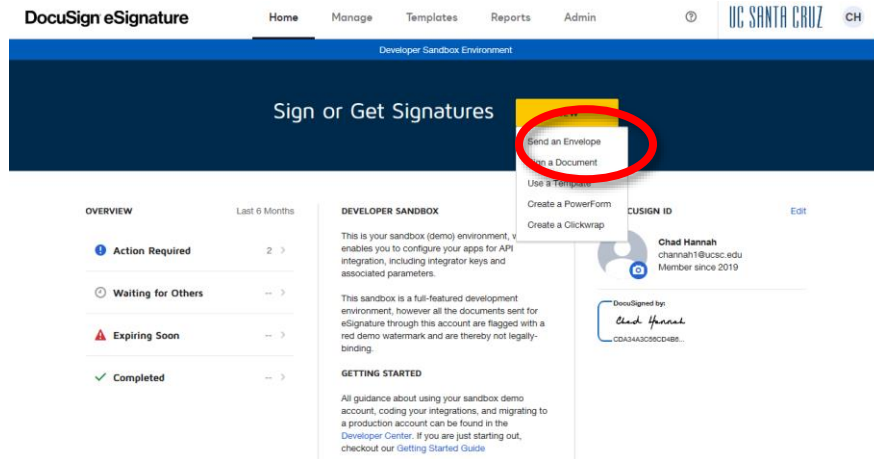 DocuSign eSignature
Home
Manage
Templates
Reports
Admin
UC SANTA CRUZ
CH
Developer Sandbox Environment
Sign or Get Signatures
Send an Envelope
Sign a Document
Use a Template
Create a PowerForm
Create a Clickwrap
OVERVIEW
Last 6 Months
Action Required
2
Waiting for Others
--
Expiring Soon
--
Completed
--
DEVELOPER SANDBOX
This is your sandbox (demo) environment,
enables you to configure your apps for API
integration, including integrator keys and
associated parameters.
This sandbox is a full-featured development
environment, however all the documents sent for
eSignature through this account are flagged with a
red demo watermark and are thereby not legally-
binding.
GETTING STARTED
All guidance about using your sandbox demo
account, coding your integrations, and migrating to
a production account can be found in the
Developer Center. If you are just starting out,
checkout our Getting Started Guide
CUSIGN ID
Edit
Chad Hannah
channah1@ucsc.edu
Member since 2019
DocuSigned by:
Chad Hannah